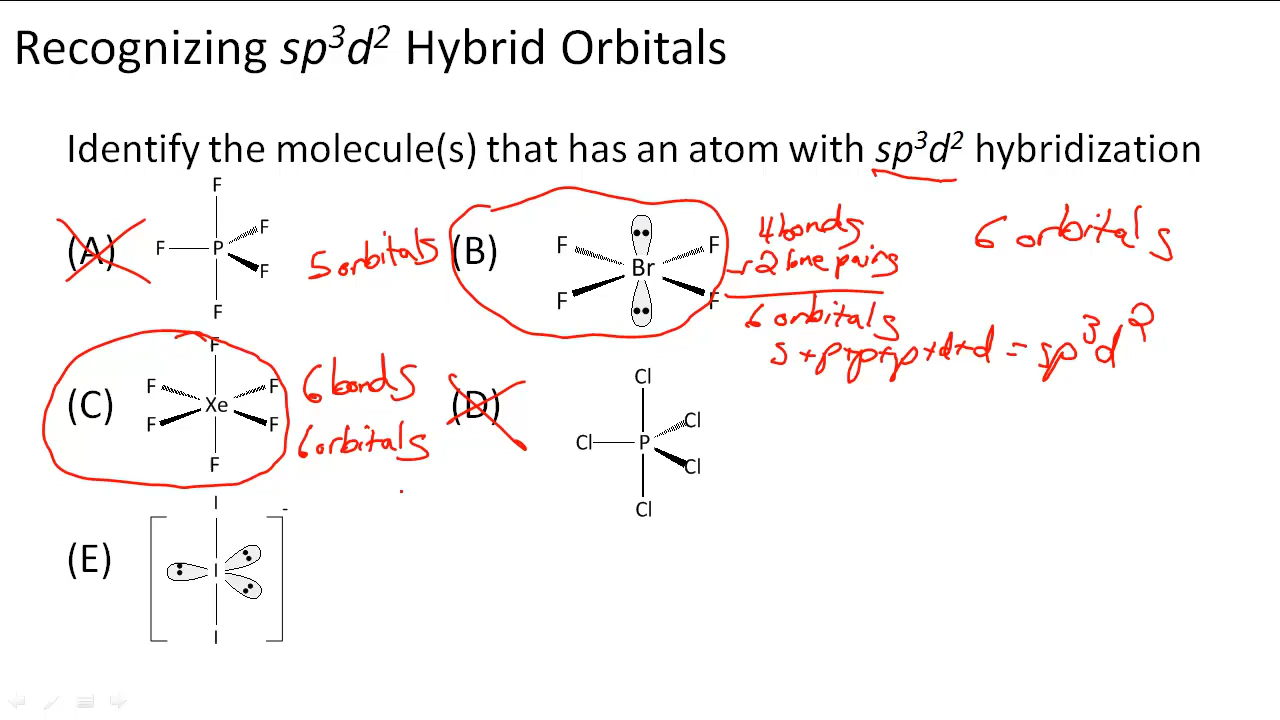 Recognizing sp³d² Hybrid Orbitals
Identify the molecule(s) that has an atom with sp³d² hybridization
(A)
F
F
F P
F
F
5 orbitals
(B)
F F
Br
F F
4 bonds
2 lone pairs
6 orbitals
s + p + p + p + d + d = sp³d²
6 orbitals
(C)
F
F F
Xe
F F
F
6 bonds
6 orbitals
(D)
Cl
Cl
Cl P
Cl
Cl
(E)
I
-
I
I